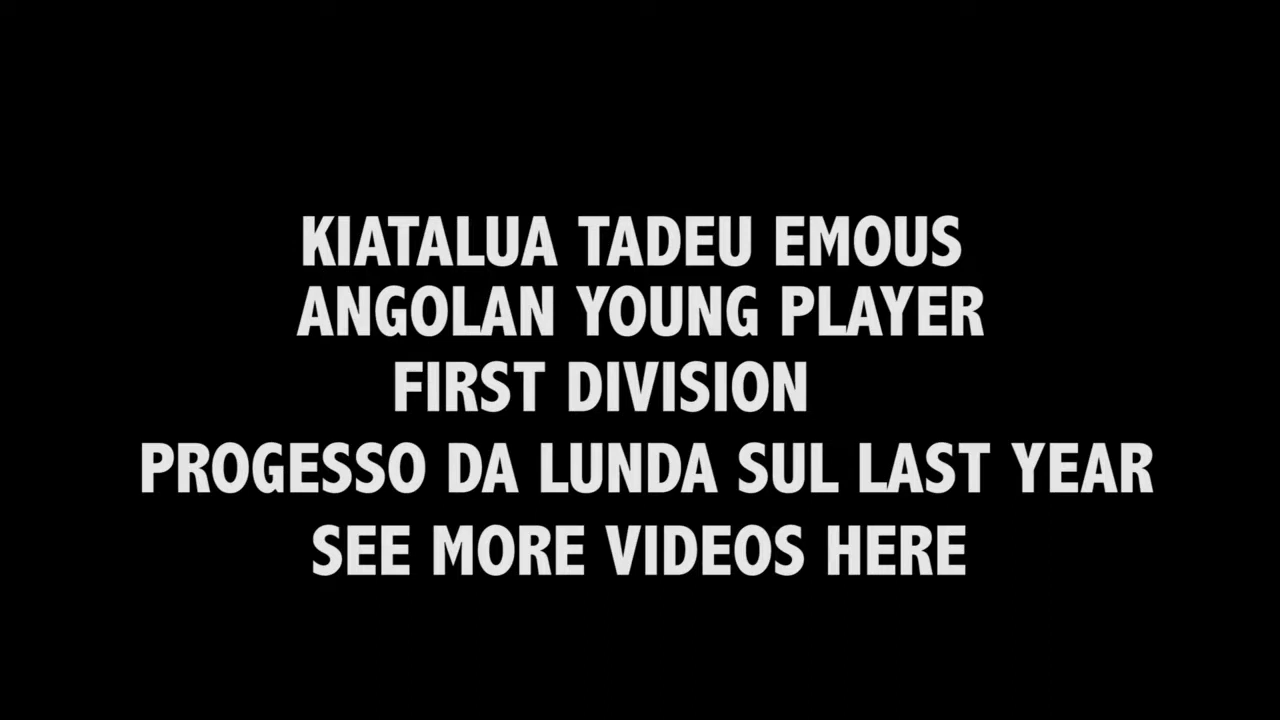 KIATALUA TADEU EMOUS
ANGOLAN YOUNG PLAYER
FIRST DIVISION
PROGESSO DA LUNDA SUL LAST YEAR
SEE MORE VIDEOS HERE